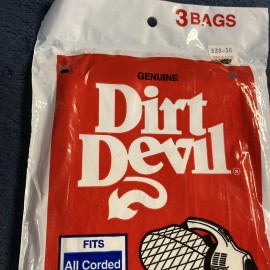 3 BAGS
GENUINE
Dirt
Devil®
FITS
All Corded